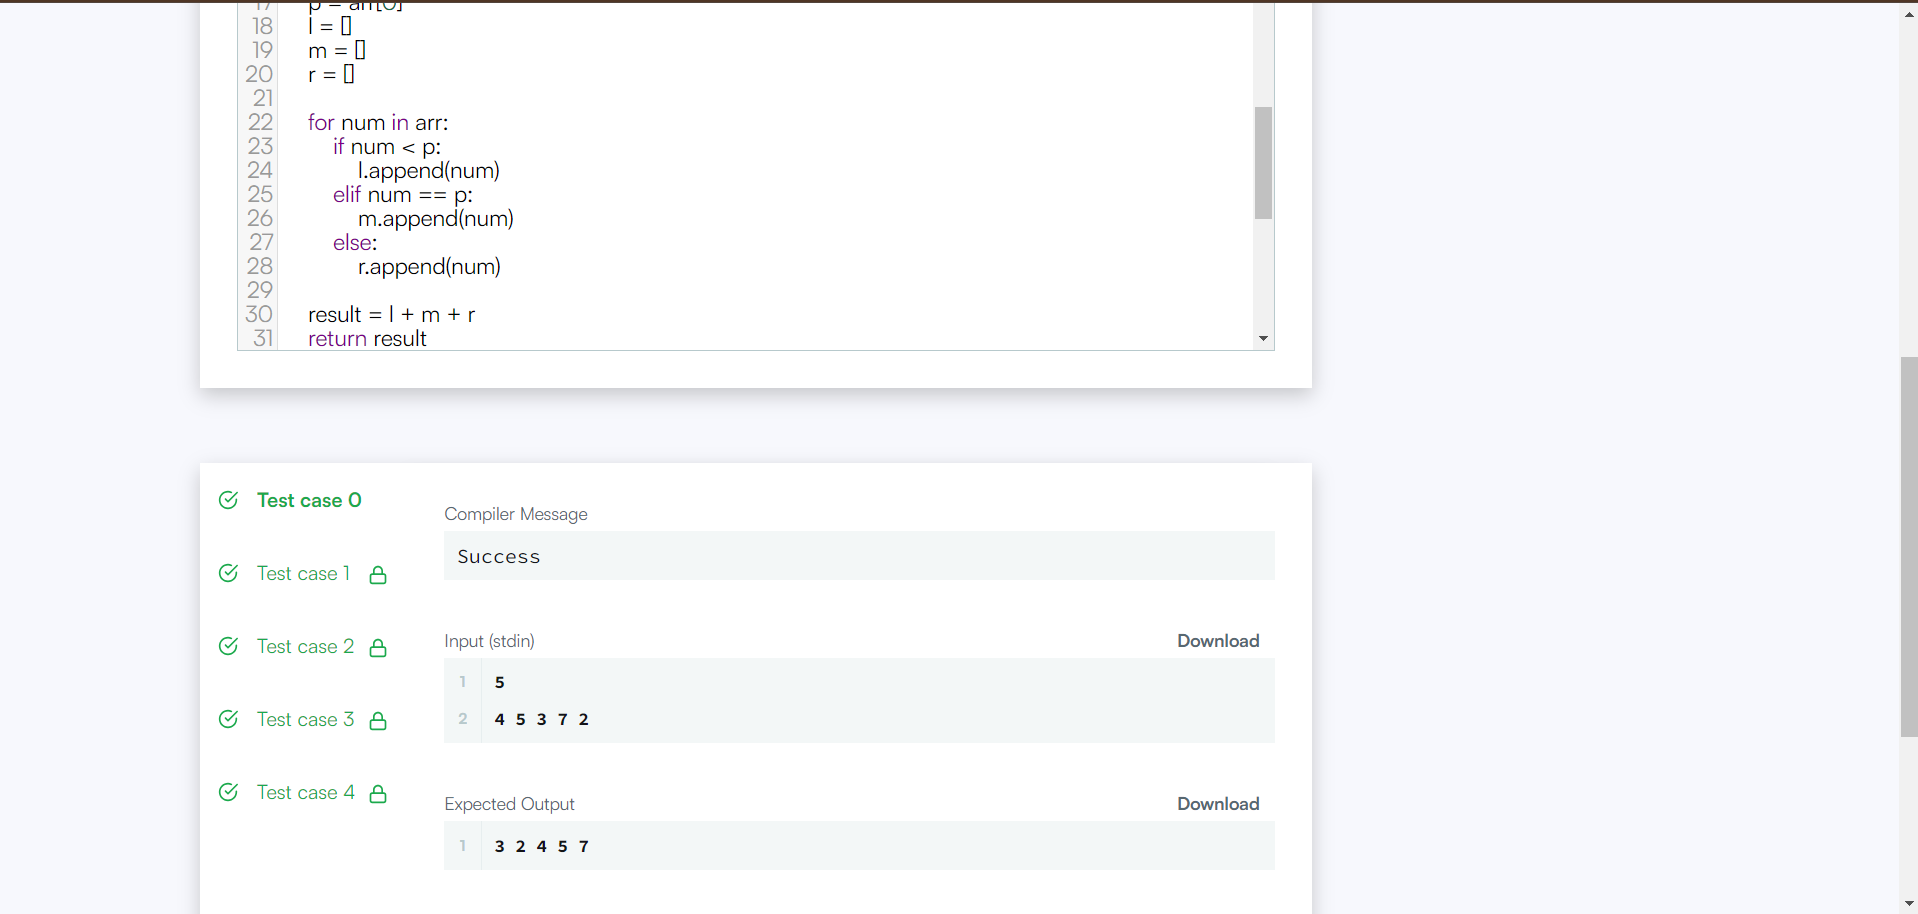 17 p = arr[0]
18 l = []
19 m = []
20 r = []
21
22 for num in arr:
23 if num < p:
24 l.append(num)
25 elif num == p:
26 m.append(num)
27 else:
28 r.append(num)
29
30 result = l + m + r
31 return result
Test case 0
Compiler Message
Success
Test case 1
Test case 2
Input (stdin) Download
1 5
2 4 5 3 7 2
Test case 3
Test case 4
Expected Output Download
1 3 2 4 5 7